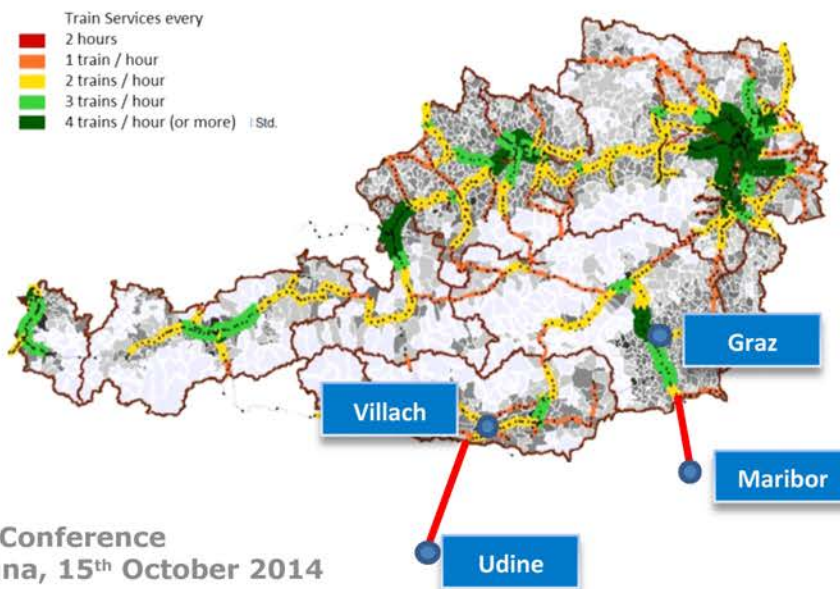 Train Services every
2 hours
1 train / hour
2 trains / hour
3 trains / hour
4 trains / hour (or more) Std.
Graz
Villach
Maribor
Conference
na, 15th October 2014
Udine